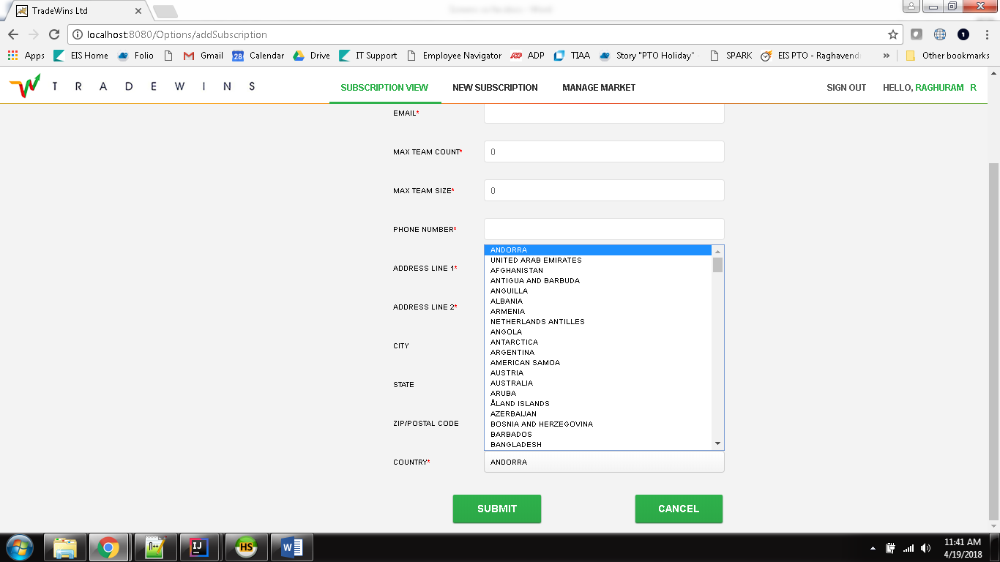 TradeWins Ltd
localhost:8080/Options/addSubscription
Apps EIS Home Folio Gmail 28 Calendar Drive IT Support Employee Navigator ADP TIAA Story "PTO Holiday" - SPARK EIS PTO - Raghavend » Other bookmarks
TRADEWINS SUBSCRIPTION VIEW NEW SUBSCRIPTION MANAGE MARKET SIGN OUT HELLO, RAGHURAM R
EMAIL*
MAX TEAM COUNT* 0
MAX TEAM SIZE* 0
PHONE NUMBER*
ADDRESS LINE 1*
ADDRESS LINE 2*
CITY
STATE
ZIP/POSTAL CODE
ANDORRA
UNITED ARAB EMIRATES
AFGHANISTAN
ANTIGUA AND BARBUDA
ANGUILLA
ALBANIA
ARMENIA
NETHERLANDS ANTILLES
ANGOLA
ANTARCTICA
ARGENTINA
AMERICAN SAMOA
AUSTRIA
AUSTRALIA
ARUBA
ÅLAND ISLANDS
AZERBAIJAN
BOSNIA AND HERZEGOVINA
BARBADOS
BANGLADESH
COUNTRY* ANDORRA
SUBMIT CANCEL
11:41 AM
4/19/2018